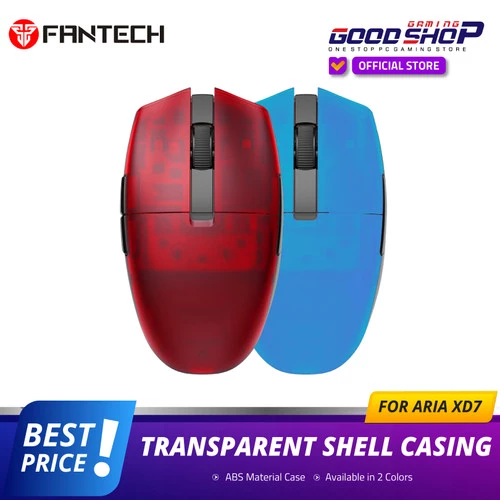 FANTECH
GAMING
GOOD SHOP
ONE STOP PC GAMING STORE
OFFICIAL STORE
FOR ARIA XD7
BEST
PRICE!
TRANSPARENT SHELL CASING
• ABS Material Case • Available in 2 Colors